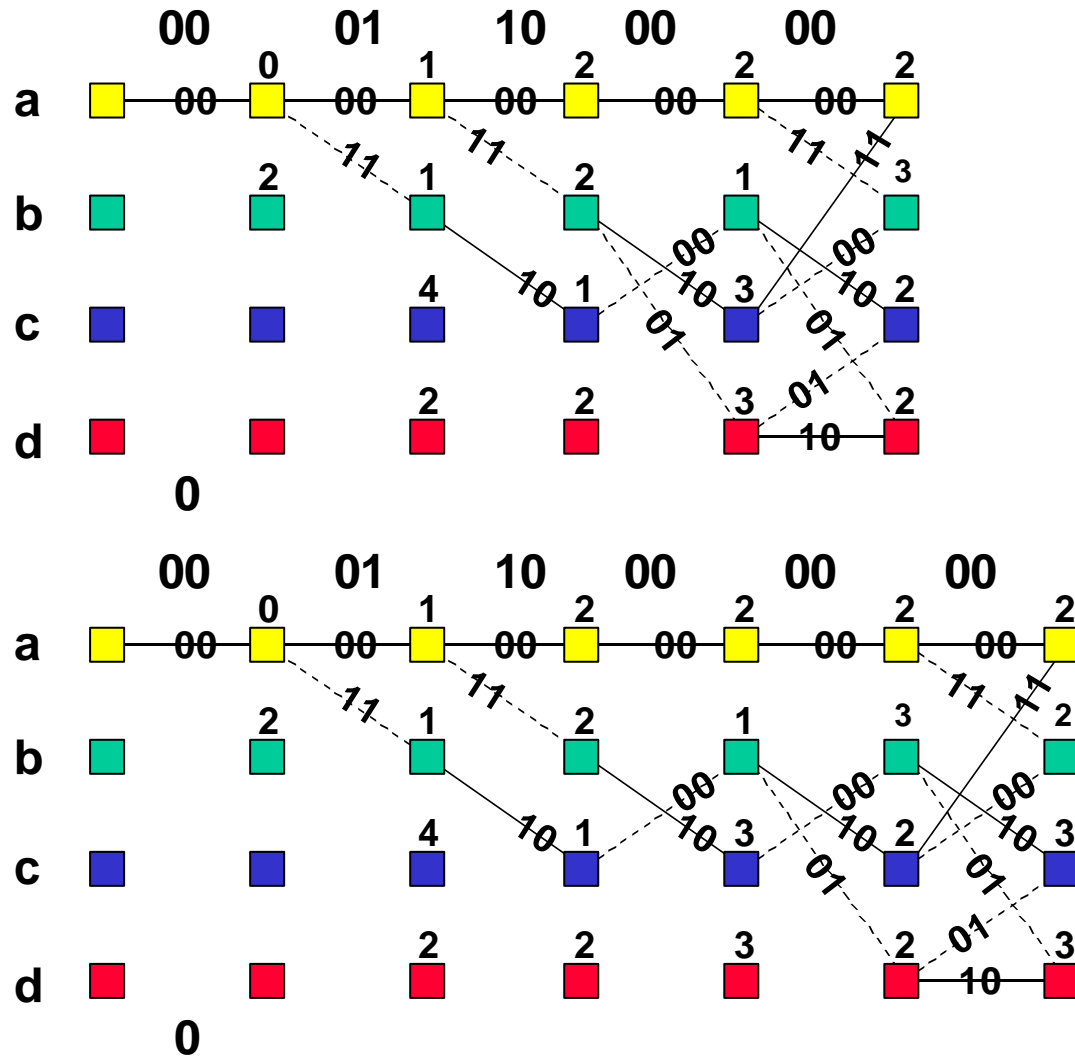 00 01 10 00 00
0 1 2 2 2
a 00 00 00 00 00
11 11 11 11
2 1 2 1 3
b
00 00
10 10 10
4 1 3 2
c
01 01
01
2 2 3 2
d 10
0
00 01 10 00 00 00
0 1 2 2 2 2
a 00 00 00 00 00 00
11 11 11 11
2 1 2 1 3 2
b
00 00 00
10 10 10 10
4 1 3 2 3
c
01 01
01
2 2 3 2 3
d 10
0